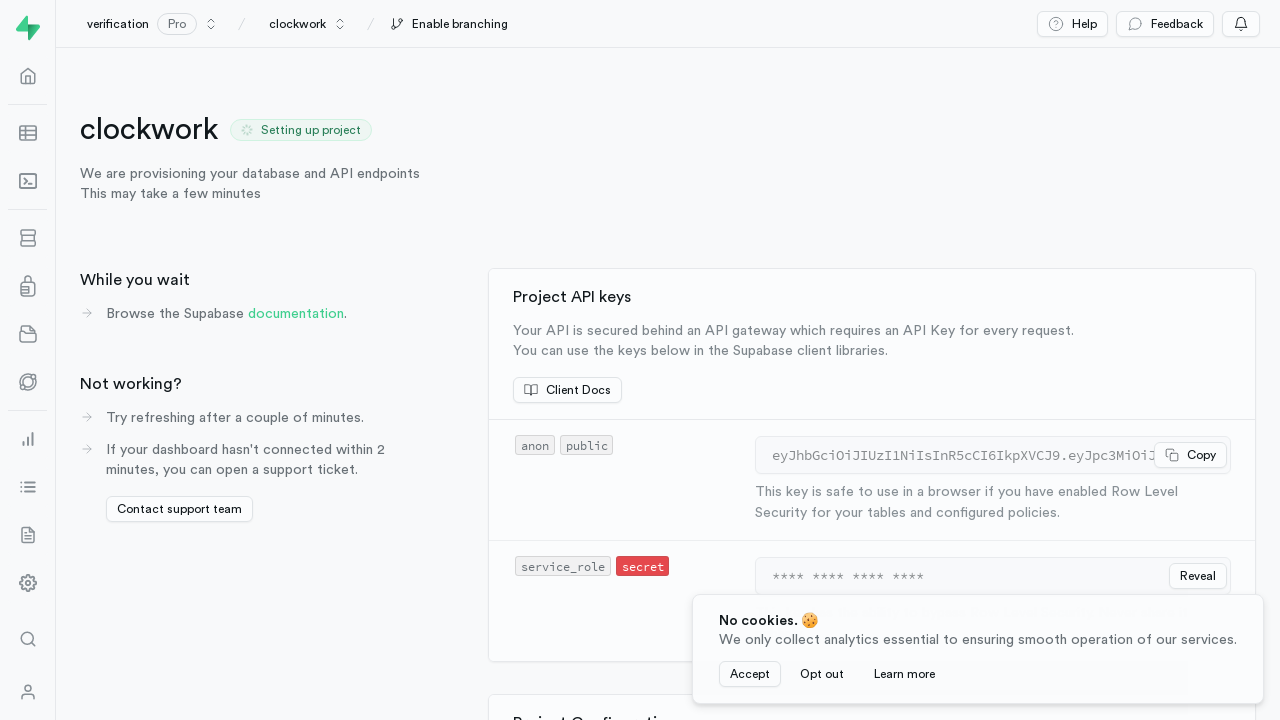 verification Pro / clockwork / Enable branching
Help Feedback
clockwork Setting up project
We are provisioning your database and API endpoints
This may take a few minutes
While you wait
Browse the Supabase documentation.
Not working?
Try refreshing after a couple of minutes.
If your dashboard hasn't connected within 2
minutes, you can open a support ticket.
Contact support team
Project API keys
Your API is secured behind an API gateway which requires an API Key for every request.
You can use the keys below in the Supabase client libraries.
Client Docs
anon public
eyJhbGciOiJIUzI1NiIsInR5cCI6IkpXVCJ9.eyJpc3MiOiJ Copy
This key is safe to use in a browser if you have enabled Row Level
Security for your tables and configured policies.
service_role secret
**** **** **** **** Reveal
No cookies. 🍪
We only collect analytics essential to ensuring smooth operation of our services.
Accept Opt out Learn more